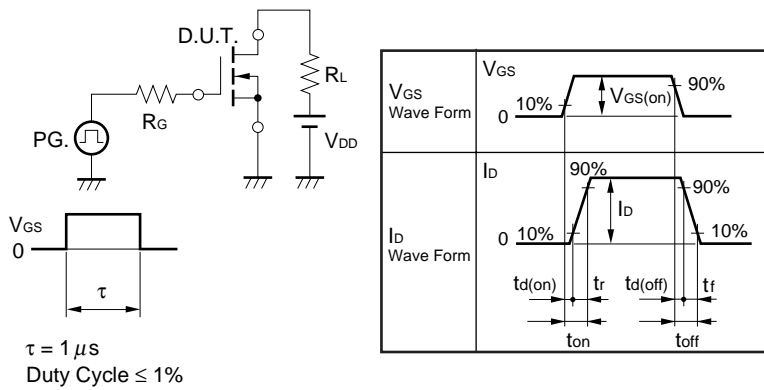 D.U.T.
RL
RG
PG.
VDD
VGS
0
τ
τ = 1 μs
Duty Cycle ≤ 1%
VGS
Wave Form
VGS
10%
0
VGS(on)
90%
ID
Wave Form
ID
90%
90%
ID
10%
0
10%
td(on)
tr
td(off)
tf
ton
toff